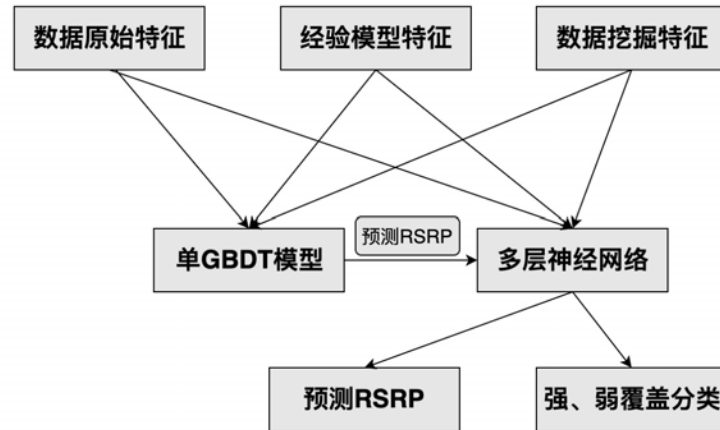 数据原始特征
经验模型特征
数据挖掘特征
预测RSRP
单GBDT模型
多层神经网络
预测RSRP
强、弱覆盖分类